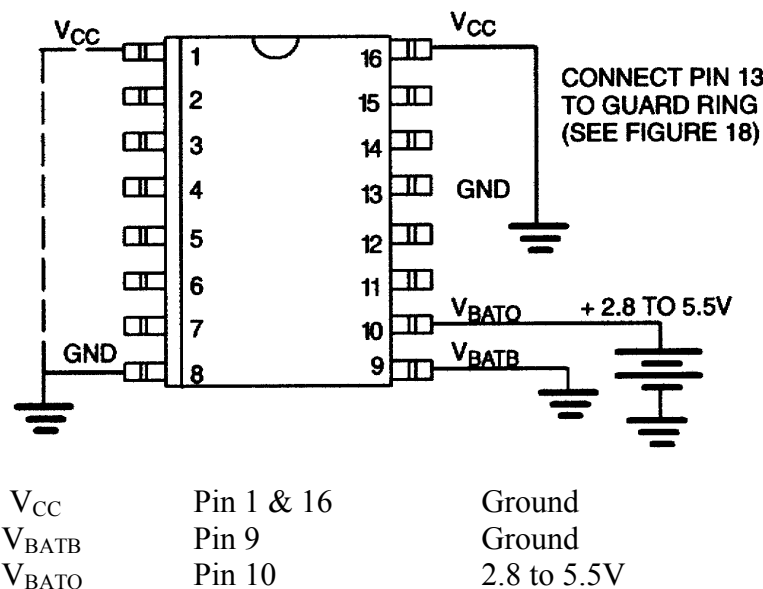 VCC
VCC
1
16
CONNECT PIN 13
TO GUARD RING
(SEE FIGURE 18)
2
15
3
14
4
13
GND
5
12
6
11
7
10
VBATO
+ 2.8 TO 5.5V
GND
8
9
VBATB
VCC Pin 1 & 16 Ground
VBATB Pin 9 Ground
VBATO Pin 10 2.8 to 5.5V